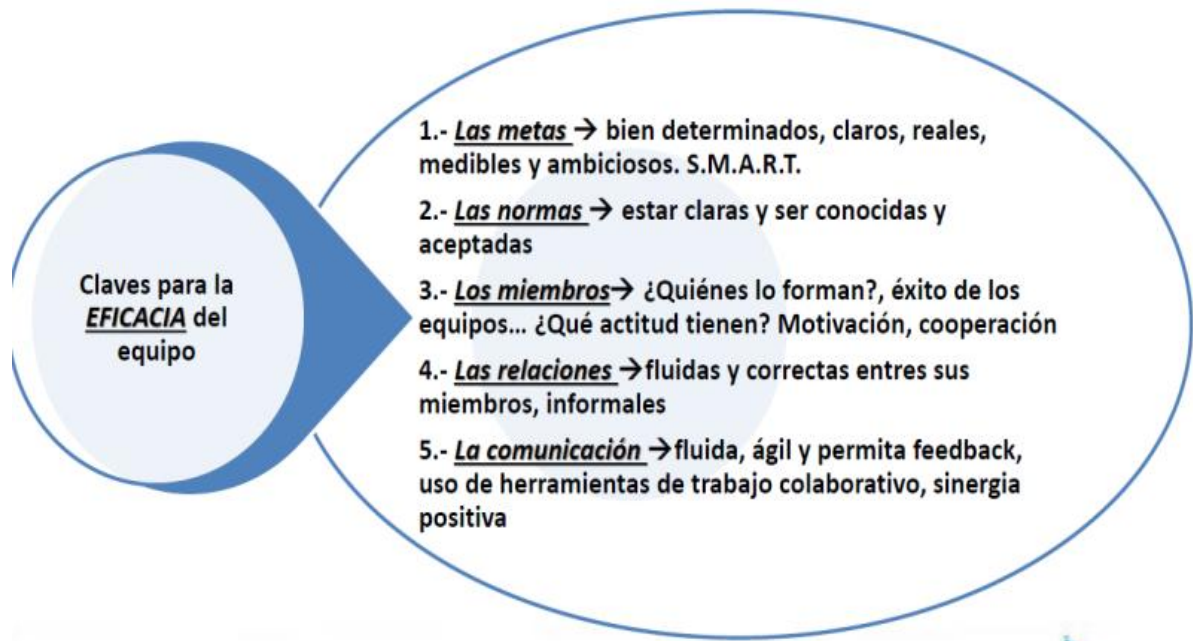 Claves para la
EFICACIA del
equipo
1.- Las metas → bien determinados, claros, reales,
medibles y ambiciosos. S.M.A.R.T.
2.- Las normas → estar claras y ser conocidas y
aceptadas
3.- Los miembros→ ¿Quiénes lo forman?, éxito de los
equipos... ¿Qué actitud tienen? Motivación, cooperación
4.- Las relaciones →fluidas y correctas entres sus
miembros, informales
5.- La comunicación →fluida, ágil y permita feedback,
uso de herramientas de trabajo colaborativo, sinergia
positiva